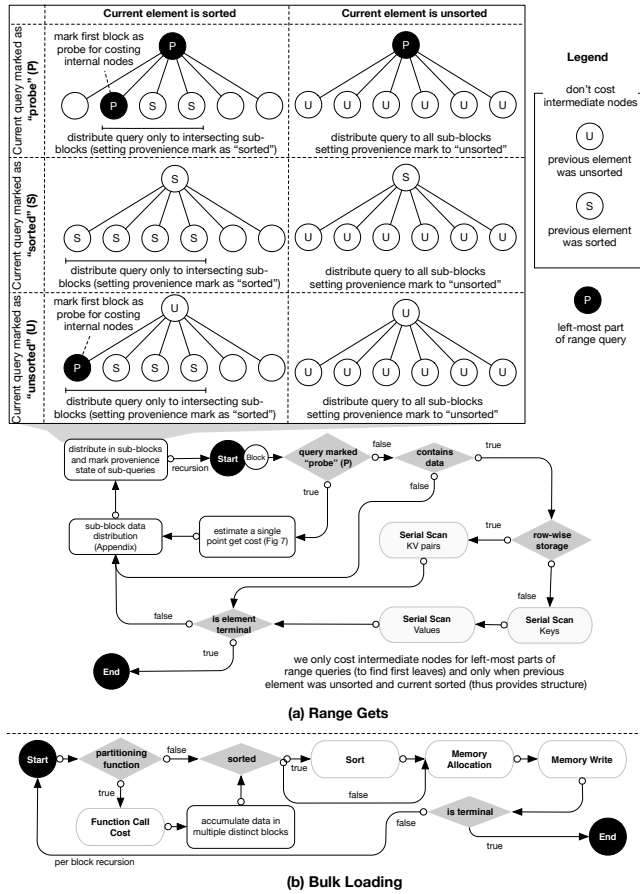 Current element is sorted
Current element is unsorted
Current query marked as
"probe" (P)
mark first block as
probe for costing
internal nodes
P
P
S
S
distribute query only to intersecting sub-
blocks (setting provenience mark as "sorted")
P
U
U
U
U
U
U
distribute query to all sub-blocks
setting provenience mark to "unsorted"
Current query marked as
"sorted" (S)
S
S
S
S
S
distribute query only to intersecting sub-
blocks (setting provenience mark as "sorted")
S
U
U
U
U
U
U
distribute query to all sub-blocks
setting provenience mark to "unsorted"
Current query marked as
"unsorted" (U)
mark first block as
probe for costing
internal nodes
U
P
S
S
S
distribute query only to intersecting sub-
blocks (setting provenience mark as "sorted")
U
U
U
U
U
U
U
distribute query to all sub-blocks
setting provenience mark to "unsorted"
Legend
don't cost
intermediate nodes
U
previous element
was unsorted
S
previous element
was sorted
P
left-most part
of range query
distribute in sub-blocks
and mark provenience
state of sub-queries
recursion
Start
Block
query marked
"probe" (P)
false
true
contains
data
true
false
sub-block data
distribution
(Appendix)
estimate a single
point get cost (Fig 7)
Serial Scan
KV pairs
true
row-wise
storage
false
is element
terminal
false
true
Serial Scan
Values
Serial Scan
Keys
End
we only cost intermediate nodes for left-most parts of
range queries (to find first leaves) and only when previous
element was unsorted and current sorted (thus provides structure)
(a) Range Gets
Start
partitioning
function
false
true
sorted
true
false
Sort
Memory
Allocation
Memory Write
Function Call
Cost
accumulate data in
multiple distinct blocks
is terminal
false
true
End
per block recursion
(b) Bulk Loading